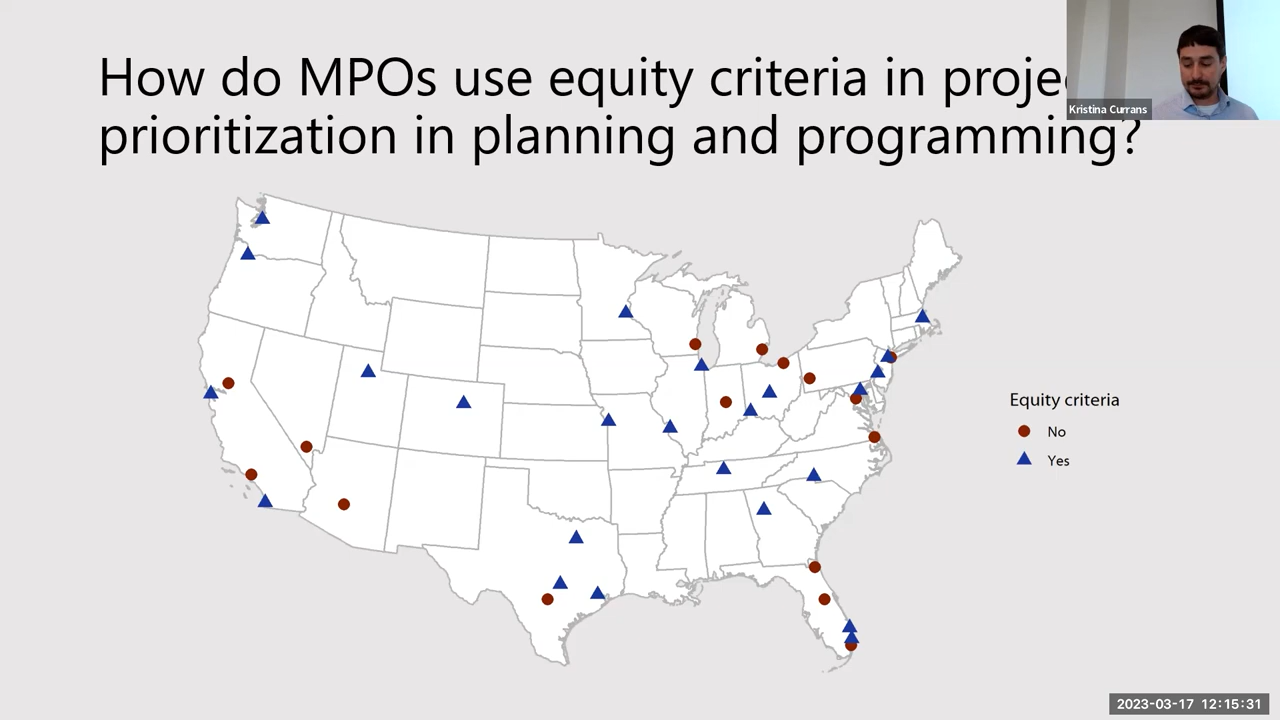 How do MPOs use equity criteria in proje
prioritization in planning and programming?
Kristina Currans
Equity criteria
No
Yes
2023-03-17 12:15:31